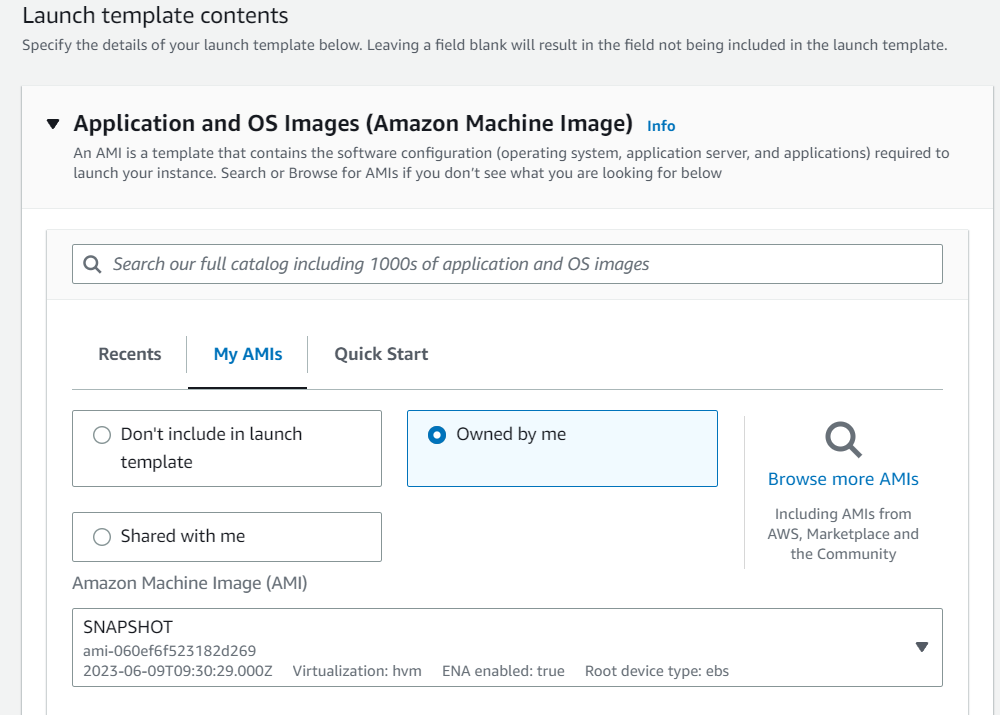 Launch template contents
Specify the details of your launch template below. Leaving a field blank will result in the field not being included in the launch template.
Application and OS Images (Amazon Machine Image) Info
An AMI is a template that contains the software configuration (operating system, application server, and applications) required to
launch your instance. Search or Browse for AMIs if you don't see what you are looking for below
Search our full catalog including 1000s of application and OS images
Recents My AMIs Quick Start
Don't include in launch
template
Owned by me
Shared with me
Browse more AMIs
Including AMIs from
AWS, Marketplace and
the Community
Amazon Machine Image (AMI)
SNAPSHOT
ami-060ef6f523182d269
2023-06-09T09:30:29.000Z Virtualization: hvm ENA enabled: true Root device type: ebs